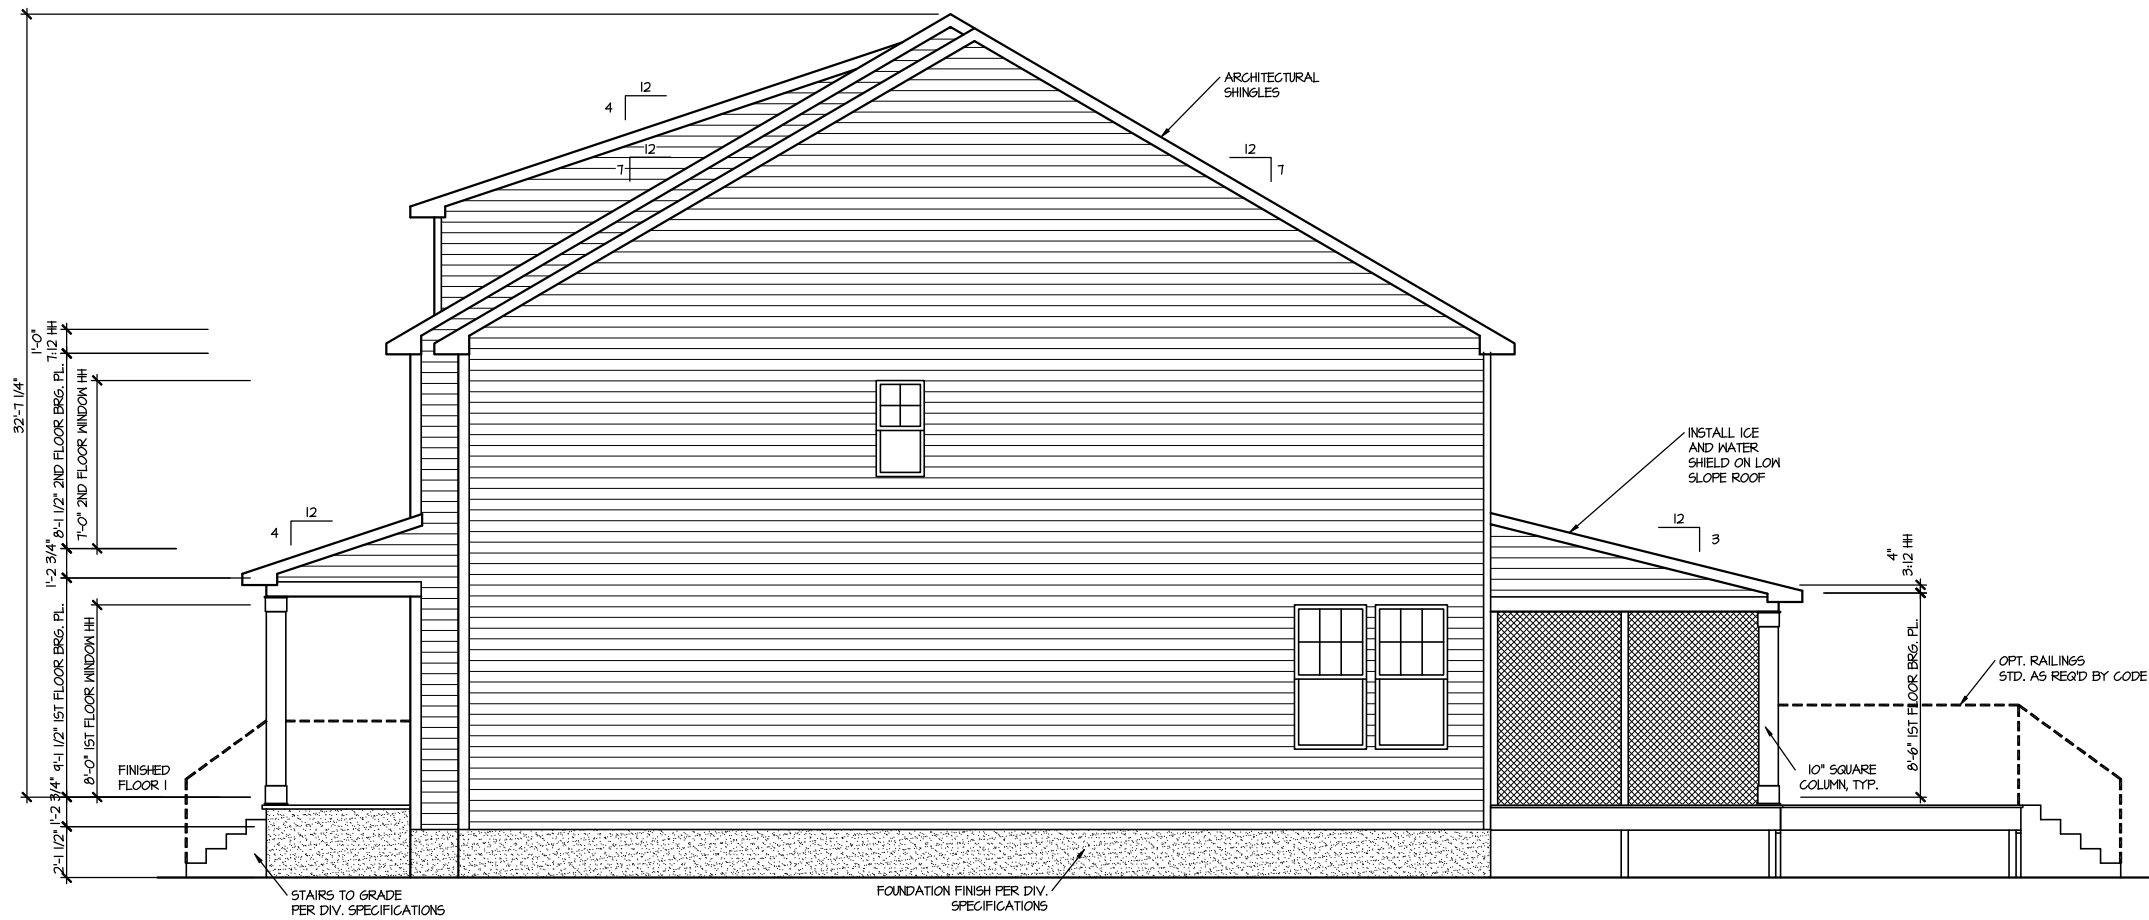 ARCHITECTURAL
SHINGLES
12
4
12
7
12
7
32'-7 1/4"
1'-0"
7:12 HH
8'-1 1/2" 2ND FLOOR BRG. PL.
7'-0" 2ND FLOOR WINDOW HH
1'-2 3/4"
9'-1 1/2" 1ST FLOOR BRG. PL.
8'-0" 1ST FLOOR WINDOW HH
1'-2 3/4"
2'-1 1/2"
12
4
INSTALL ICE
AND WATER
SHIELD ON LOW
SLOPE ROOF
12
3
4"
3:12 HH
8'-6" 1ST FLOOR BRG. PL.
OPT. RAILINGS
STD. AS REQ'D BY CODE
FINISHED
FLOOR 1
10" SQUARE
COLUMN, TYP.
STAIRS TO GRADE
PER DIV. SPECIFICATIONS
FOUNDATION FINISH PER DIV.
SPECIFICATIONS